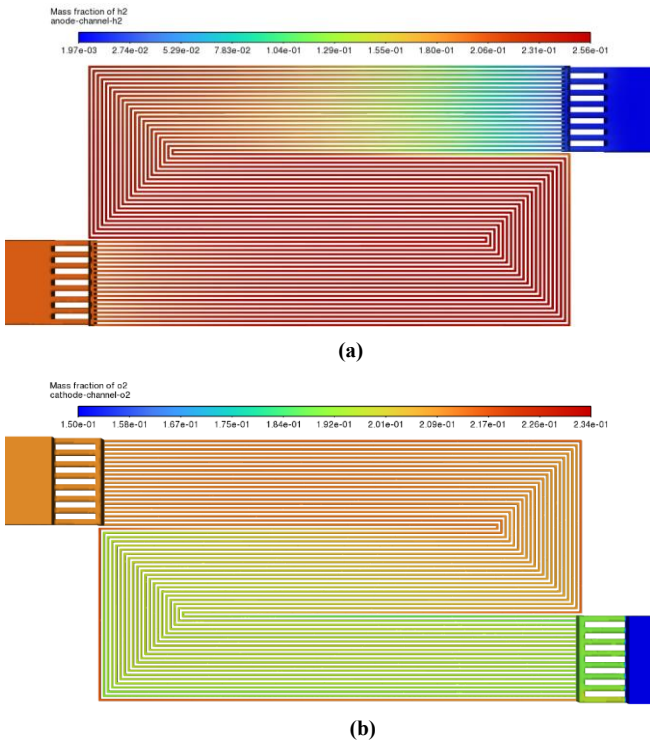 Mass fraction of h2
anode-channel-h2
1.97e-03 2.74e-02 5.29e-02 7.83e-02 1.04e-01 1.29e-01 1.55e-01 1.80e-01 2.06e-01 2.31e-01 2.56e-01
(a)
Mass fraction of o2
cathode-channel-o2
1.50e-01 1.58e-01 1.67e-01 1.75e-01 1.84e-01 1.92e-01 2.01e-01 2.09e-01 2.17e-01 2.26e-01 2.34e-01
(b)